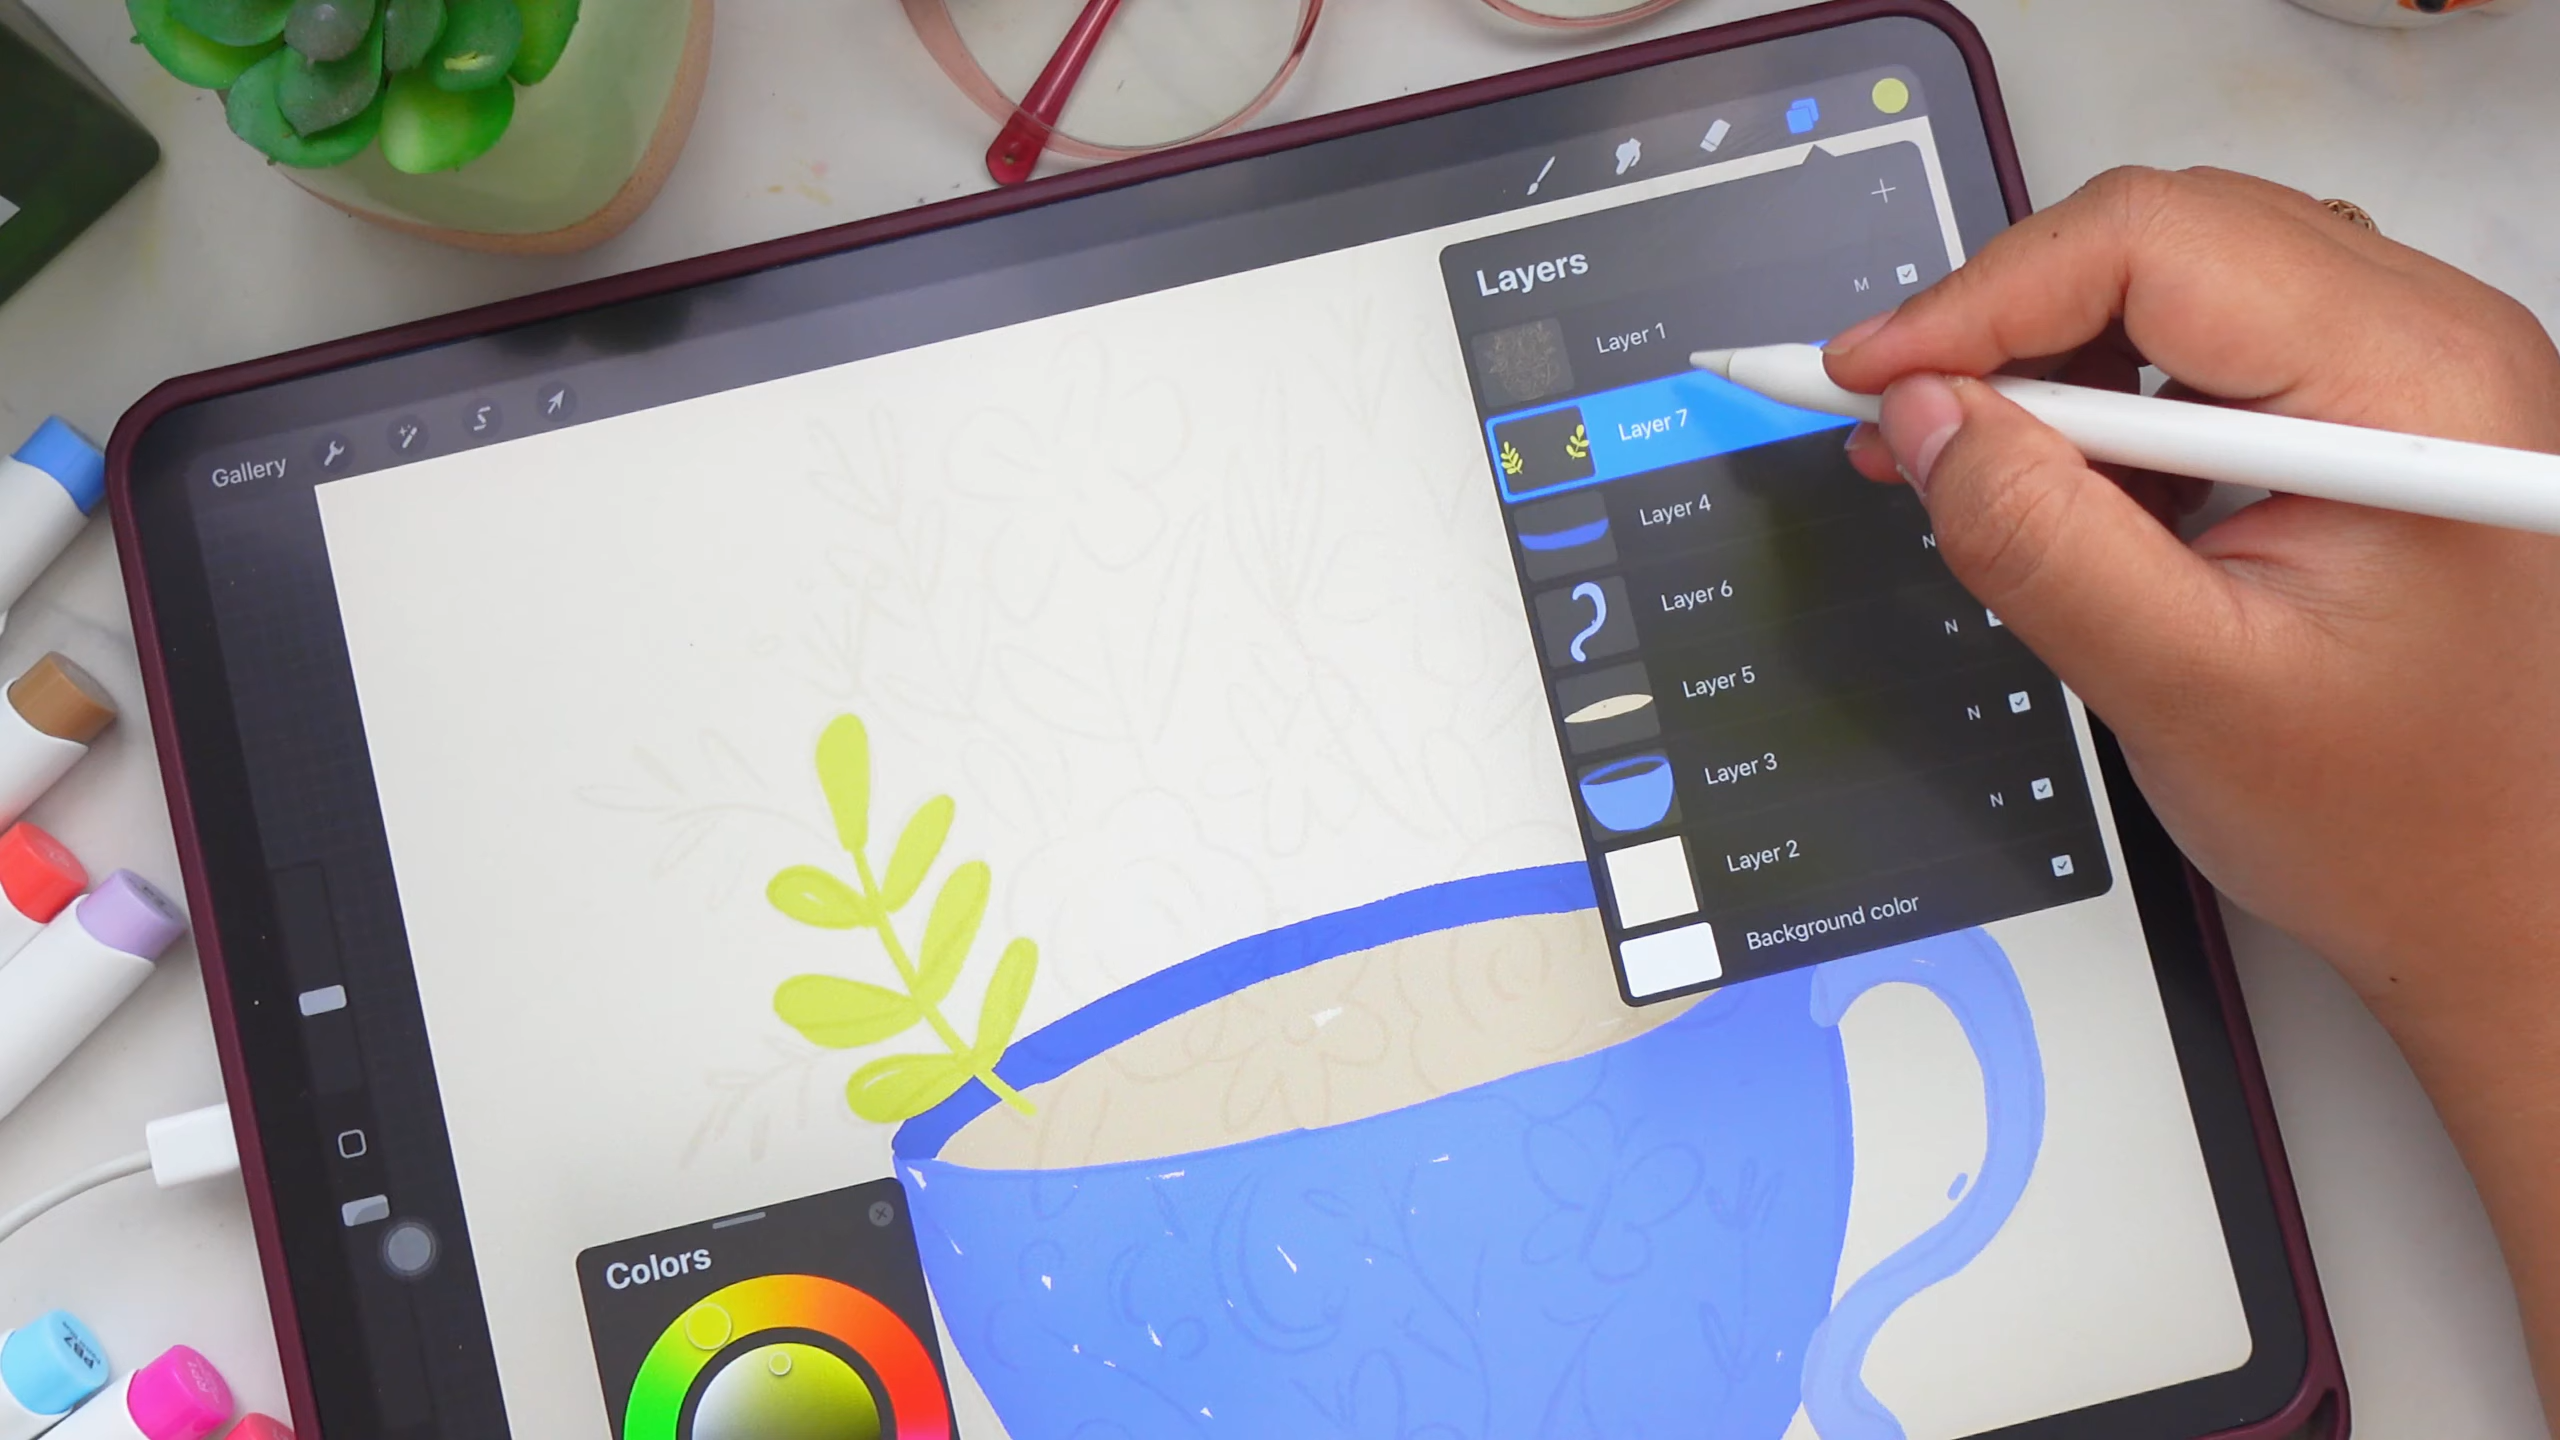 Gallery
Layers
Layer 1
M
Layer 7
Layer 4
N
Layer 6
N
Layer 5
N
Layer 3
N
Layer 2
Background color
Colors
PB7